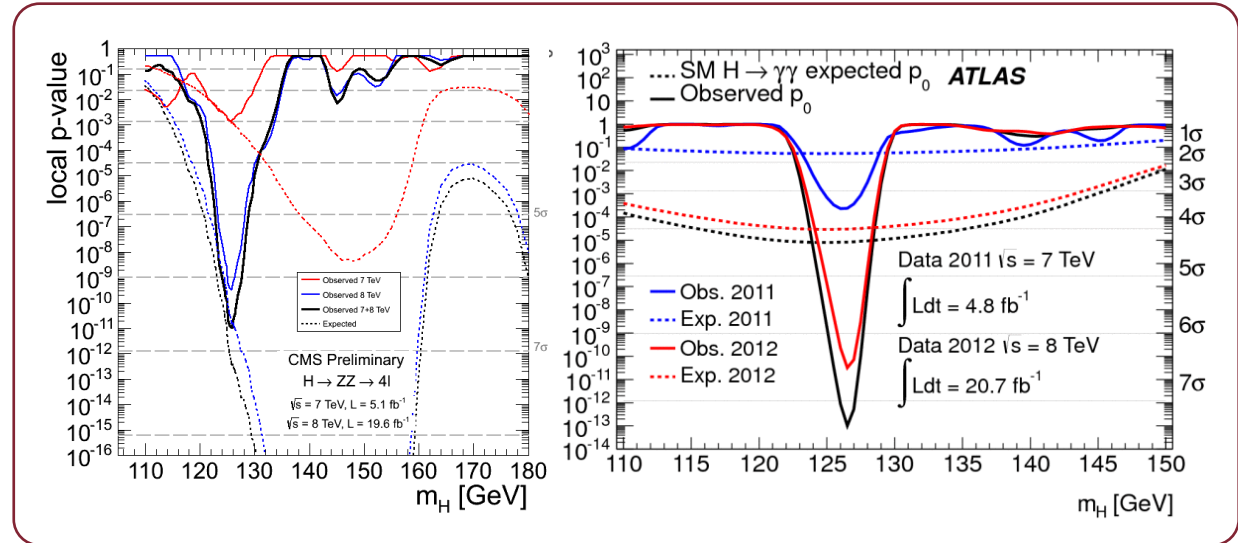 local p-value
1
10⁻¹
10⁻²
10⁻³
10⁻⁴
10⁻⁵
10⁻⁶
10⁻⁷
10⁻⁸
10⁻⁹
10⁻¹⁰
10⁻¹¹
10⁻¹²
10⁻¹³
10⁻¹⁴
10⁻¹⁵
10⁻¹⁶
5σ
7σ
Observed 7 TeV
Observed 8 TeV
Observed 7+8 TeV
Expected
CMS Preliminary
H → ZZ → 4l
√s = 7 TeV, L = 5.1 fb⁻¹
√s = 8 TeV, L = 19.6 fb⁻¹
110 120 130 140 150 160 170 180
m_H [GeV]
10³
10²
10
1
10⁻¹
10⁻²
10⁻³
10⁻⁴
10⁻⁵
10⁻⁶
10⁻⁷
10⁻⁸
10⁻⁹
10⁻¹⁰
10⁻¹¹
10⁻¹²
10⁻¹³
10⁻¹⁴
SM H → γγ expected p₀ ATLAS
Observed p₀
1σ
2σ
3σ
4σ
5σ
6σ
7σ
Data 2011 √s = 7 TeV
∫ Ldt = 4.8 fb⁻¹
Data 2012 √s = 8 TeV
∫ Ldt = 20.7 fb⁻¹
Obs. 2011
Exp. 2011
Obs. 2012
Exp. 2012
110 115 120 125 130 135 140 145 150
m_H [GeV]